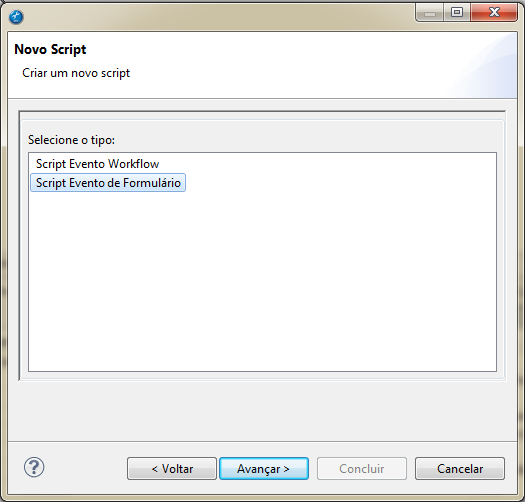 Novo Script
Criar um novo script
Selecione o tipo:
Script Evento Workflow
Script Evento de Formulário
?
< Voltar
Avançar >
Concluir
Cancelar